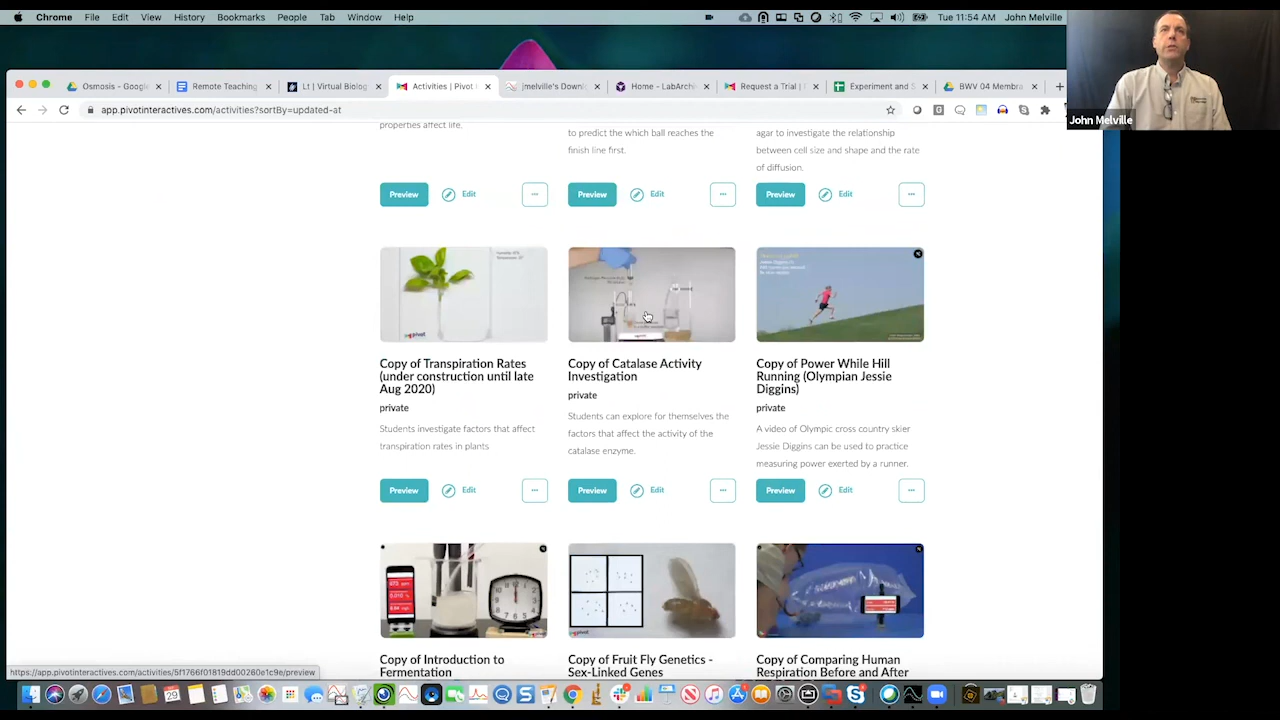 Chrome File Edit View History Bookmarks People Tab Window Help
Tue 11:54 AM John Melville
Osmosis - Google
Remote Teaching
Lt | Virtual Biolog
Activities | Pivot I
jmelville's Downl
Home - LabArchiv
Request a Trial |
Experiment and S
BWV 04 Membra
app.pivotinteractives.com/activities?sortBy=updated-at
John Melville
properties affect life.
to predict the which ball reaches the
finish line first.
agar to investigate the relationship
between cell size and shape and the rate
of diffusion.
Preview Edit
Preview Edit
Preview Edit
pivot
Copy of Transpiration Rates
(under construction until late
Aug 2020)
private
Students investigate factors that affect
transpiration rates in plants
Copy of Catalase Activity
Investigation
private
Students can explore for themselves the
factors that affect the activity of the
catalase enzyme.
Copy of Power While Hill
Running (Olympian Jessie
Diggins)
private
A video of Olympic cross country skier
Jessie Diggins can be used to practice
measuring power exerted by a runner.
Preview Edit
Preview Edit
Preview Edit
Copy of Introduction to
Fermentation
Copy of Fruit Fly Genetics -
Sex-Linked Genes
Copy of Comparing Human
Respiration Before and After
https://app.pivotinteractives.com/activities/5f1766f01819dd00260e1c9e/preview